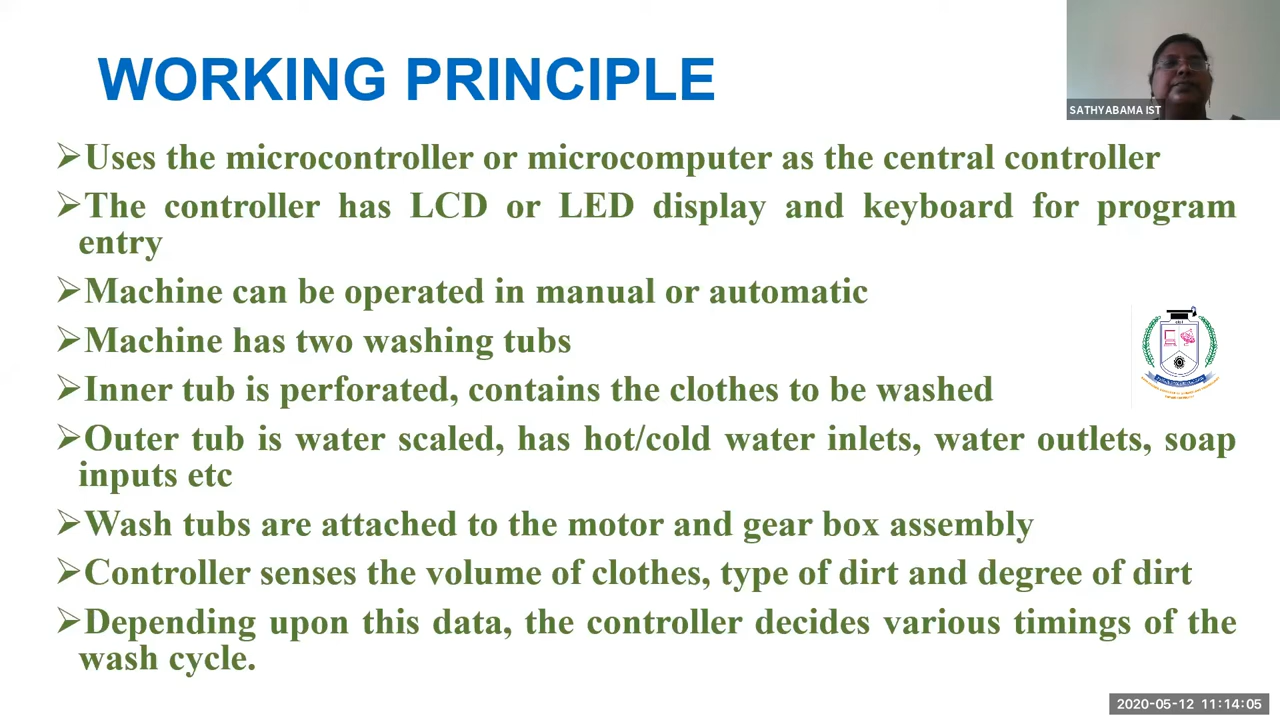 WORKING PRINCIPLE
SATHYABAMA IST
➢Uses the microcontroller or microcomputer as the central controller
➢The controller has LCD or LED display and keyboard for program
entry
➢Machine can be operated in manual or automatic
➢Machine has two washing tubs
➢Inner tub is perforated, contains the clothes to be washed
➢Outer tub is water scaled, has hot/cold water inlets, water outlets, soap
inputs etc
➢Wash tubs are attached to the motor and gear box assembly
➢Controller senses the volume of clothes, type of dirt and degree of dirt
➢Depending upon this data, the controller decides various timings of the
wash cycle.
2020-05-12 11:14:05